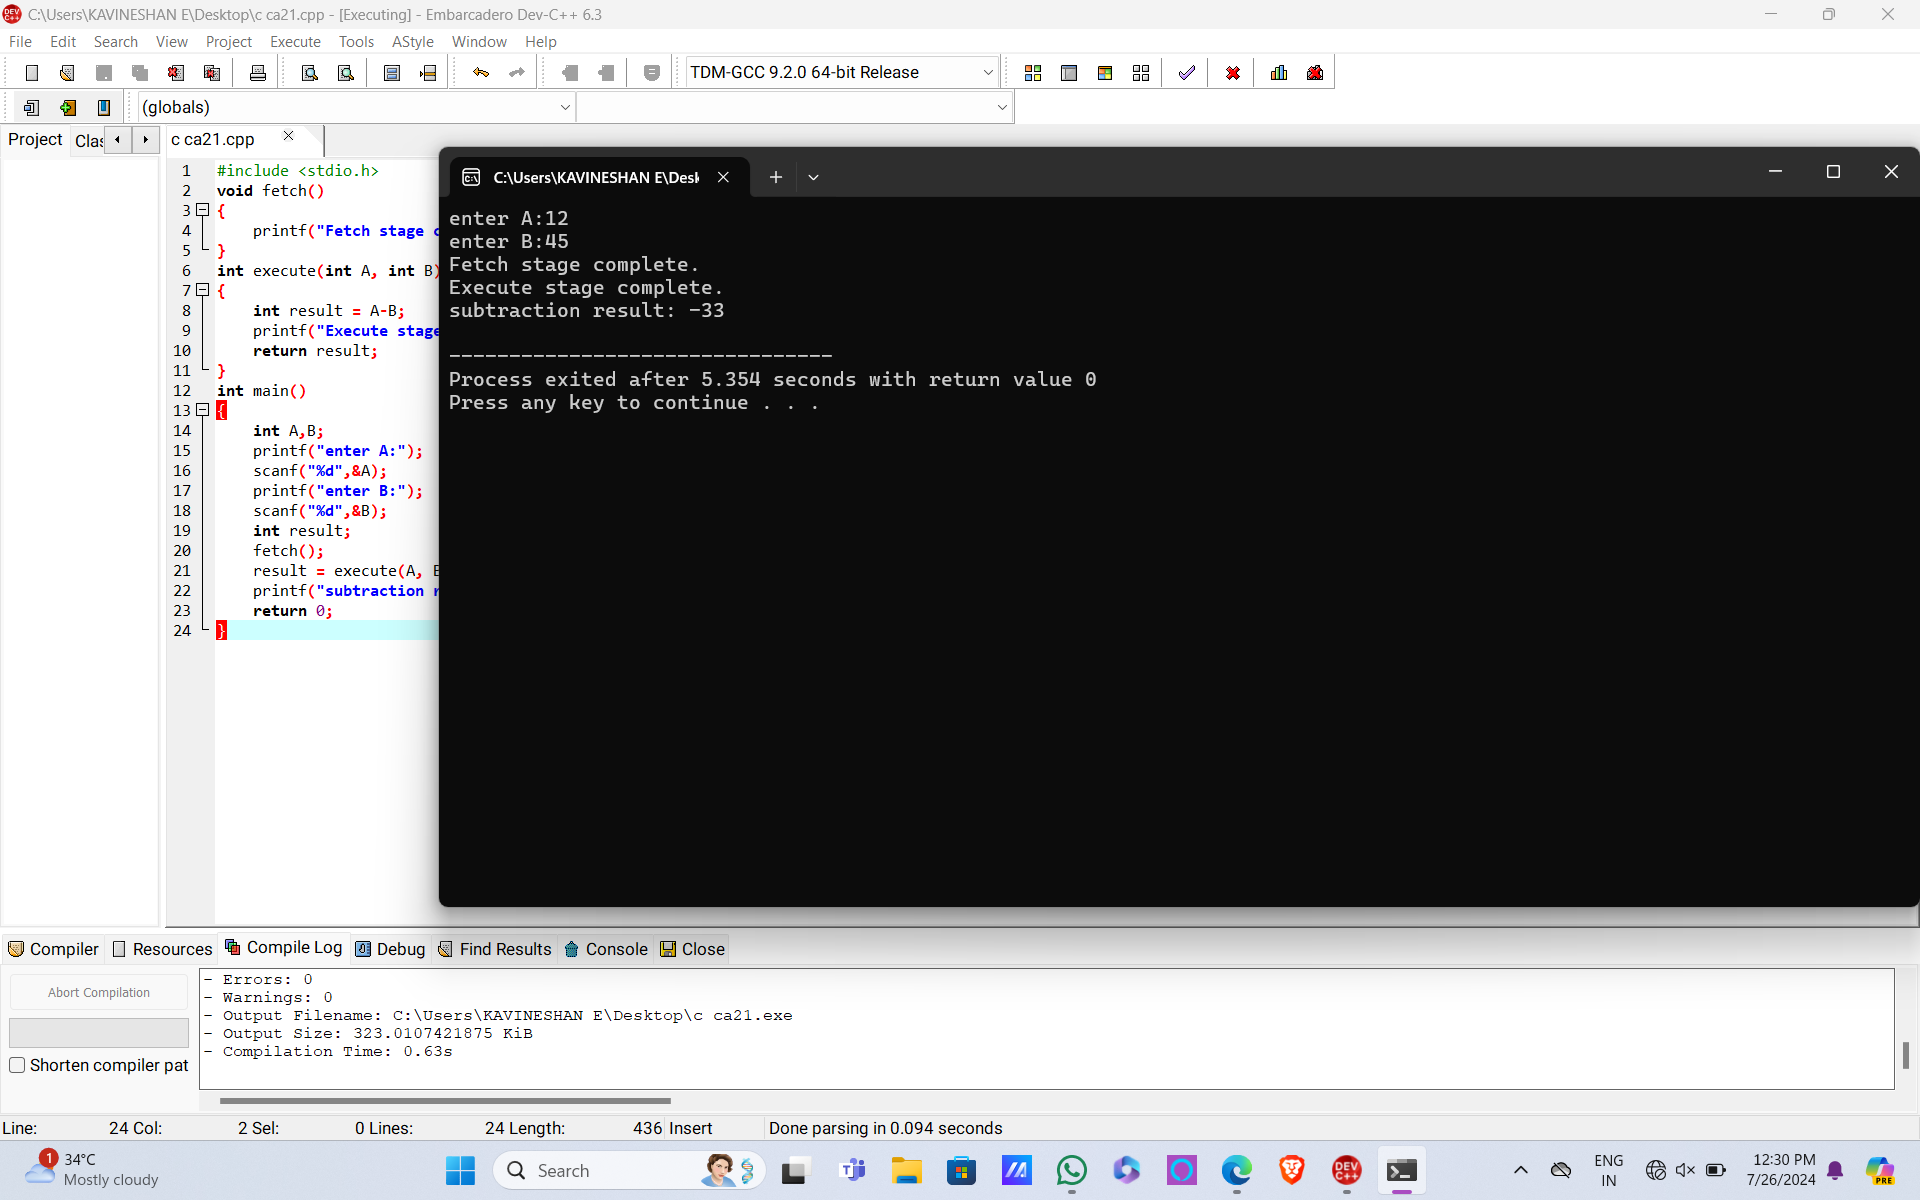 C:\Users\KAVINESHAN E\Desktop\c ca21.cpp - [Executing] - Embarcadero Dev-C++ 6.3
File Edit Search View Project Execute Tools AStyle Window Help
TDM-GCC 9.2.0 64-bit Release
(globals)
Project Clas
c ca21.cpp
1 #include <stdio.h>
2 void fetch()
3 {
4 printf("Fetch stage c
5 }
6 int execute(int A, int B)
7 {
8 int result = A-B;
9 printf("Execute stage
10 return result;
11 }
12 int main()
13 {
14 int A,B;
15 printf("enter A:");
16 scanf("%d",&A);
17 printf("enter B:");
18 scanf("%d",&B);
19 int result;
20 fetch();
21 result = execute(A,
22 printf("subtraction r
23 return 0;
24 }
C:\Users\KAVINESHAN E\Desk
enter A:12
enter B:45
Fetch stage complete.
Execute stage complete.
subtraction result: -33
--------------------------------
Process exited after 5.354 seconds with return value 0
Press any key to continue . . .
Compiler Resources Compile Log Debug Find Results Console Close
Abort Compilation
Shorten compiler pat
- Errors: 0
- Warnings: 0
- Output Filename: C:\Users\KAVINESHAN E\Desktop\c ca21.exe
- Output Size: 323.0107421875 KiB
- Compilation Time: 0.63s
Line: 24 Col: 2 Sel: 0 Lines: 24 Length: 436 Insert Done parsing in 0.094 seconds
1
34°C
Mostly cloudy
Search
DEV C++
ENG
IN
12:30 PM
7/26/2024
PRE